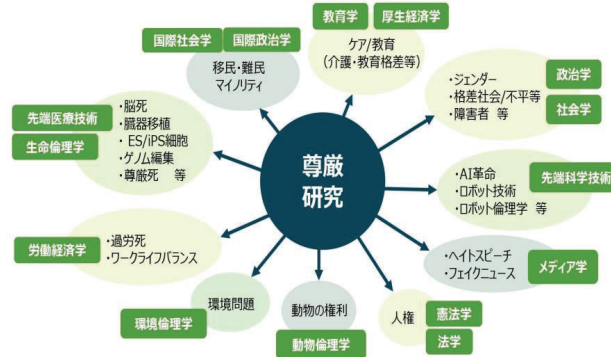 教育学
厚生経済学
ケア/教育
(介護・教育格差等)
国際社会学
国際政治学
移民・難民
マイノリティ
政治学
社会学
・ジェンダー
・格差社会/不平等
・障害者 等
先端医療技術
生命倫理学
・脳死
・臓器移植
・ES/iPS細胞
・ゲノム編集
・尊厳死 等
尊厳
研究
先端科学技術
・AI革命
・ロボット技術
・ロボット倫理学 等
労働経済学
・過労死
・ワークライフバランス
・ヘイトスピーチ
・フェイクニュース
メディア学
環境問題
環境倫理学
動物の権利
動物倫理学
人権
憲法学
法学